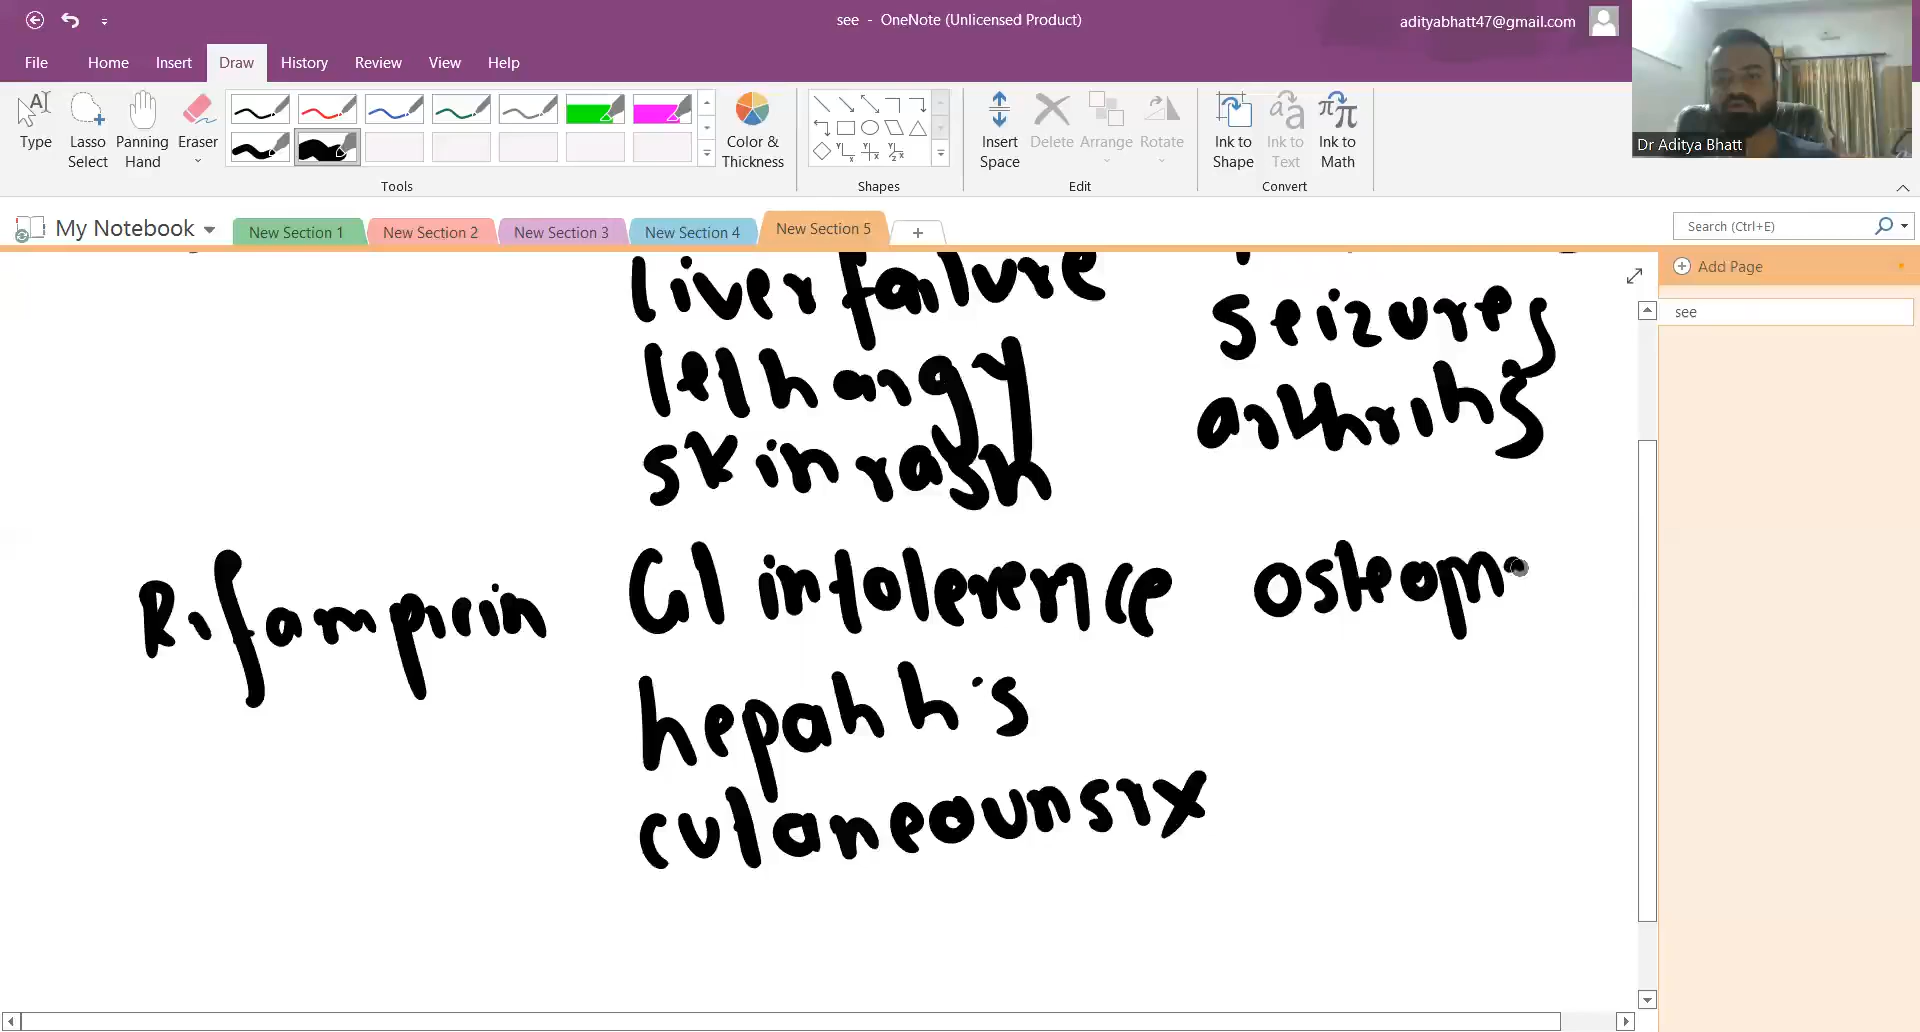 see - OneNote (Unlicensed Product)
adityabhatt47@gmail.com
File Home Insert Draw History Review View Help
Type
Lasso Select
Panning Hand
Eraser
Color & Thickness
Insert Space
Delete
Arrange
Rotate
Ink to Shape
Ink to Text
Ink to Math
Tools Shapes Edit Convert
Dr Aditya Bhatt
My Notebook
New Section 1 New Section 2 New Section 3 New Section 4 New Section 5 +
Search (Ctrl+E)
Add Page
see
liver failure
seizures
lethargy
arthritis
skin rash
Rifampicin GI intolerence osteom
hepatitis
cutaneous rx